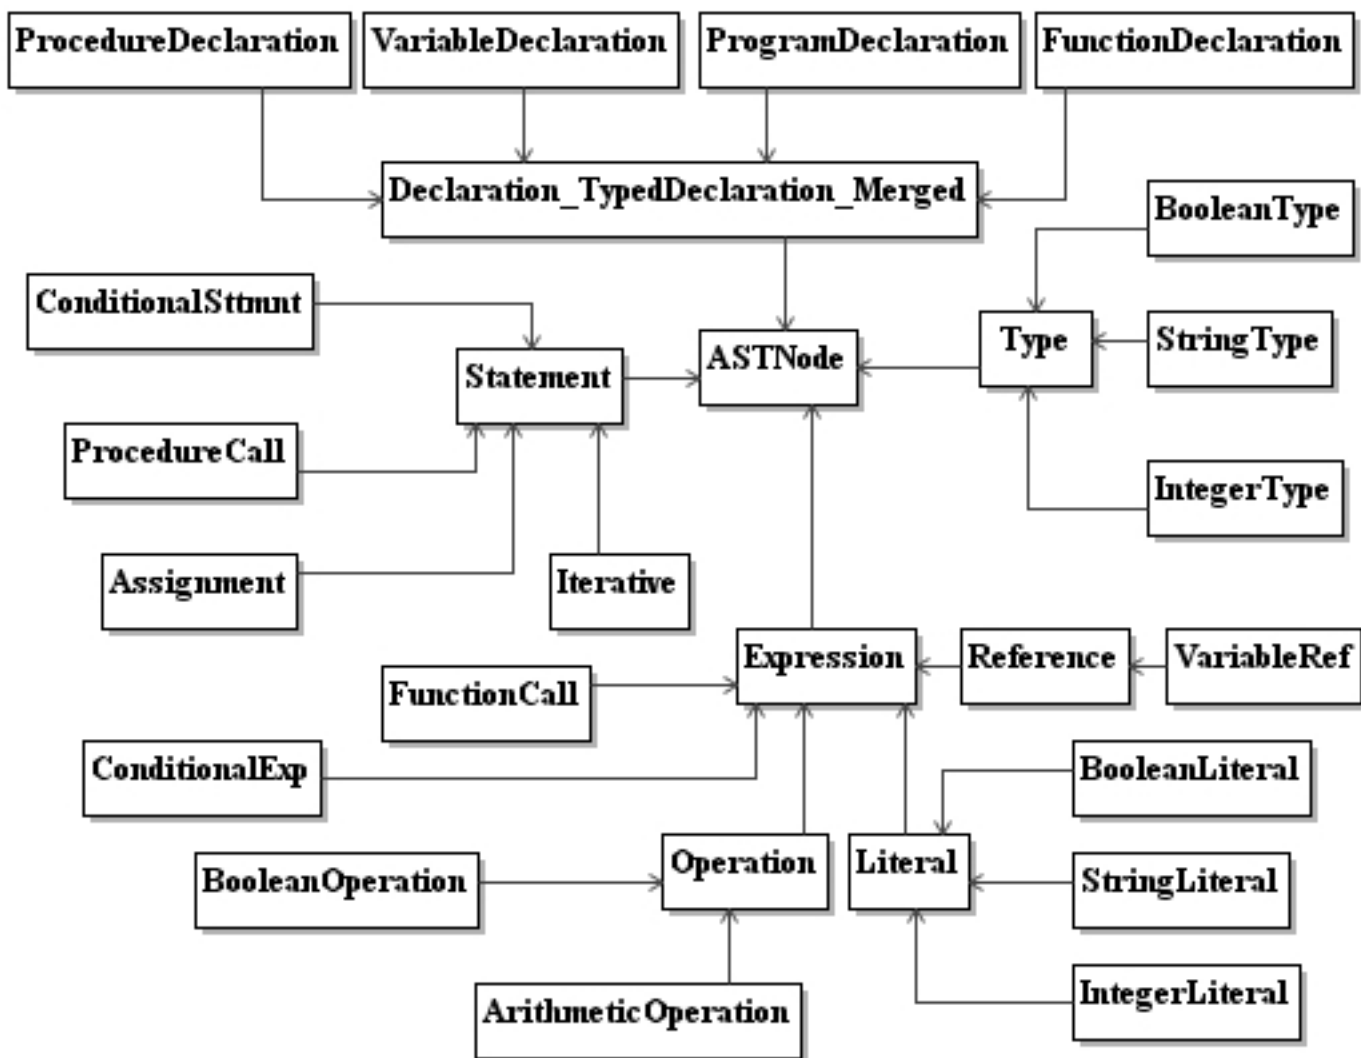 ProcedureDeclaration
VariableDeclaration
ProgramDeclaration
FunctionDeclaration
Declaration_TypedDeclaration_Merged
BooleanType
ConditionalSttmnt
ASTNode
Type
StringType
Statement
ProcedureCall
IntegerType
Assignment
Iterative
Expression
Reference
VariableRef
FunctionCall
ConditionalExp
BooleanLiteral
Operation
Literal
BooleanOperation
StringLiteral
ArithmeticOperation
IntegerLiteral